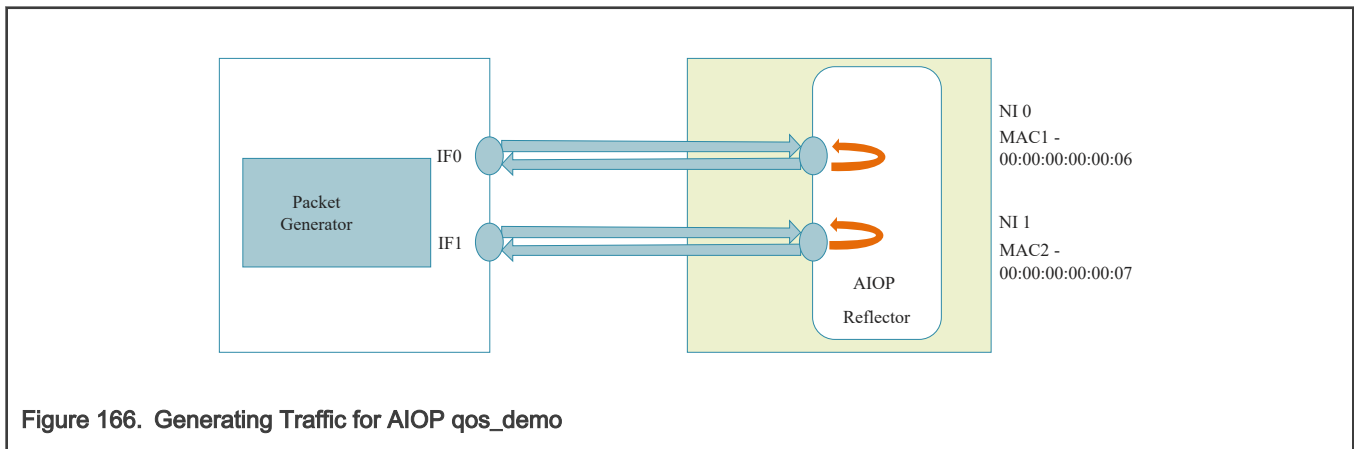 Packet
Generator
IF0
IF1
AIOP
Reflector
NI 0
MAC1 -
00:00:00:00:00:06
NI 1
MAC2 -
00:00:00:00:00:07
Figure 166. Generating Traffic for AIOP qos_demo